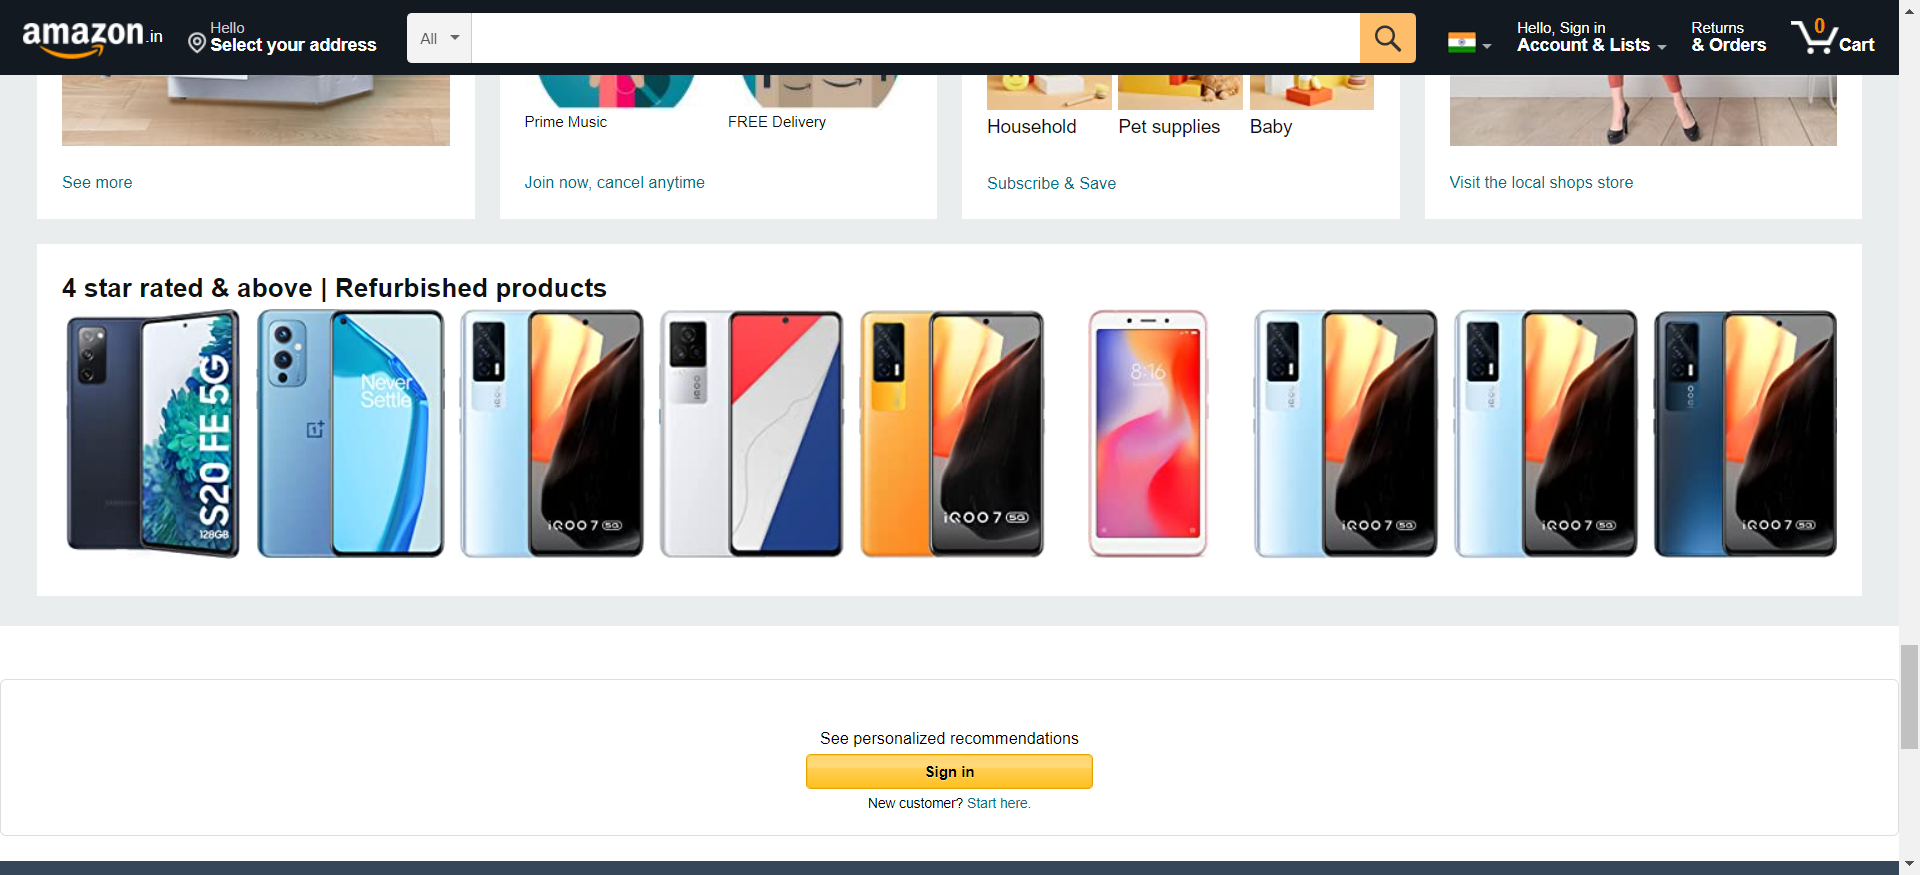 amazon.in
Hello
Select your address
All
Hello, Sign in
Account & Lists
Returns
& Orders
0
Cart
Prime Music
FREE Delivery
Household
Pet supplies
Baby
See more
Join now, cancel anytime
Subscribe & Save
Visit the local shops store
4 star rated & above | Refurbished products
S20 FE 5G
128GB
Never
Settle
iQOO 7 5G
iQOO
iQOO 7 5G
8:16
iQOO 7 5G
iQOO 7 5G
iQOO 7 5G
See personalized recommendations
Sign in
New customer? Start here.